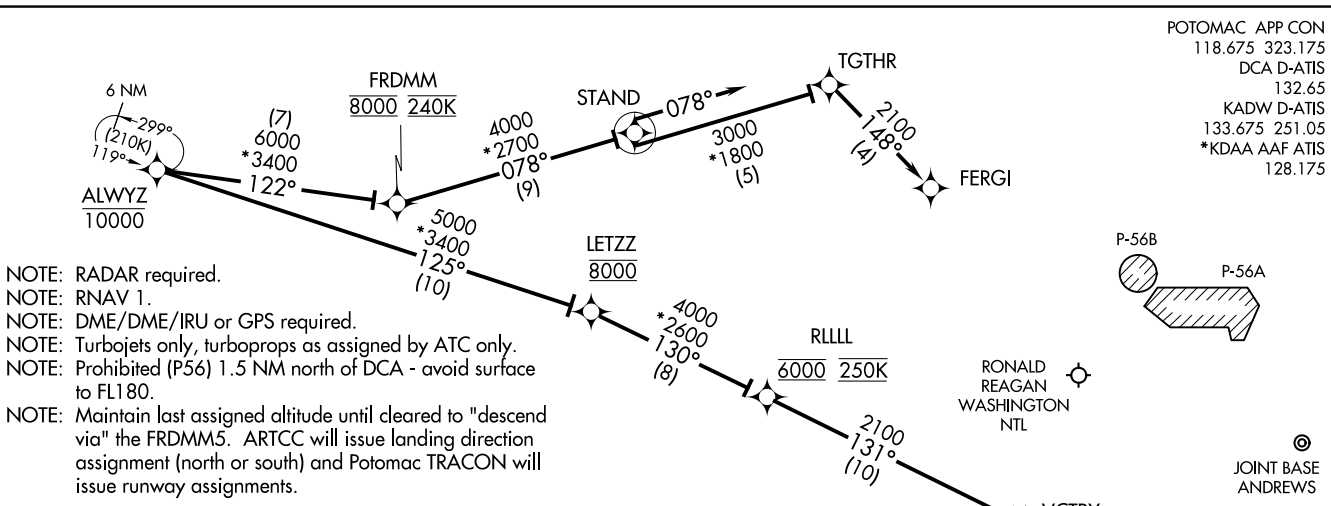 POTOMAC APP CON
118.675 323.175
DCA D-ATIS
132.65
KADW D-ATIS
133.675 251.05
*KDAA AAF ATIS
128.175
6 NM
299°
(210K)
119°
ALWYZ
10000
(7)
6000
*3400
122°
FRDMM
8000 240K
N
4000
*2700
078°
(9)
STAND
078°
3000
*1800
(5)
TGTHR
2100
148°
(4)
FERGI
5000
*3400
125°
(10)
LETZZ
8000
4000
*2600
130°
(8)
RLLLL
6000 250K
2100
131°
(10)
P-56B
P-56A
RONALD
REAGAN
WASHINGTON
NTL
JOINT BASE
ANDREWS
NOTE: RADAR required.
NOTE: RNAV 1.
NOTE: DME/DME/IRU or GPS required.
NOTE: Turbojets only, turboprops as assigned by ATC only.
NOTE: Prohibited (P56) 1.5 NM north of DCA - avoid surface
to FL180.
NOTE: Maintain last assigned altitude until cleared to "descend
via" the FRDMM5. ARTCC will issue landing direction
assignment (north or south) and Potomac TRACON will
issue runway assignments.